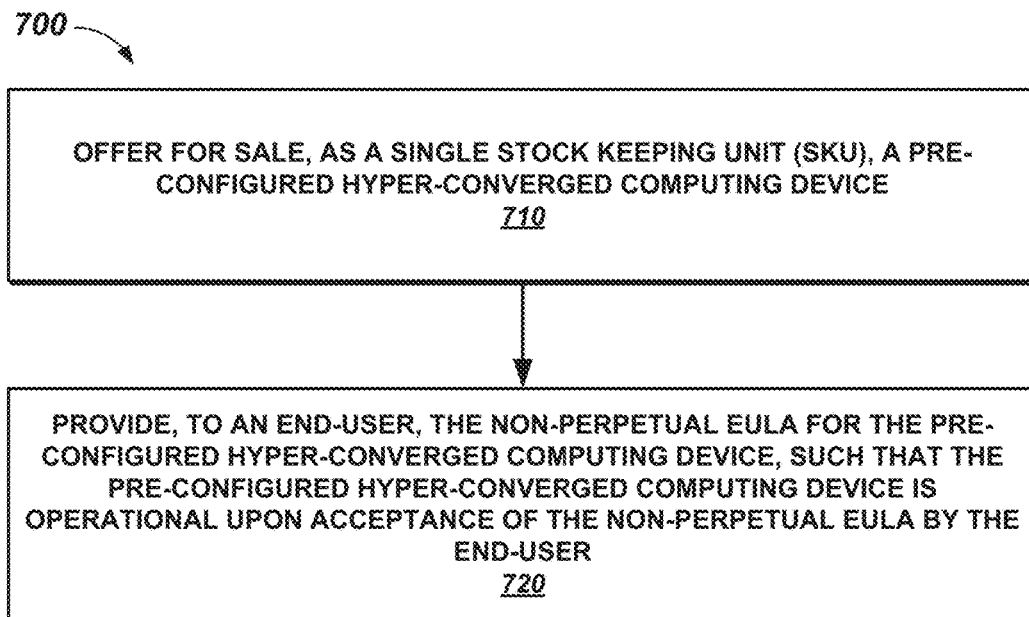 700
OFFER FOR SALE, AS A SINGLE STOCK KEEPING UNIT (SKU), A PRE-
CONFIGURED HYPER-CONVERGED COMPUTING DEVICE
710
PROVIDE, TO AN END-USER, THE NON-PERPETUAL EULA FOR THE PRE-
CONFIGURED HYPER-CONVERGED COMPUTING DEVICE, SUCH THAT THE
PRE-CONFIGURED HYPER-CONVERGED COMPUTING DEVICE IS
OPERATIONAL UPON ACCEPTANCE OF THE NON-PERPETUAL EULA BY THE
END-USER
720